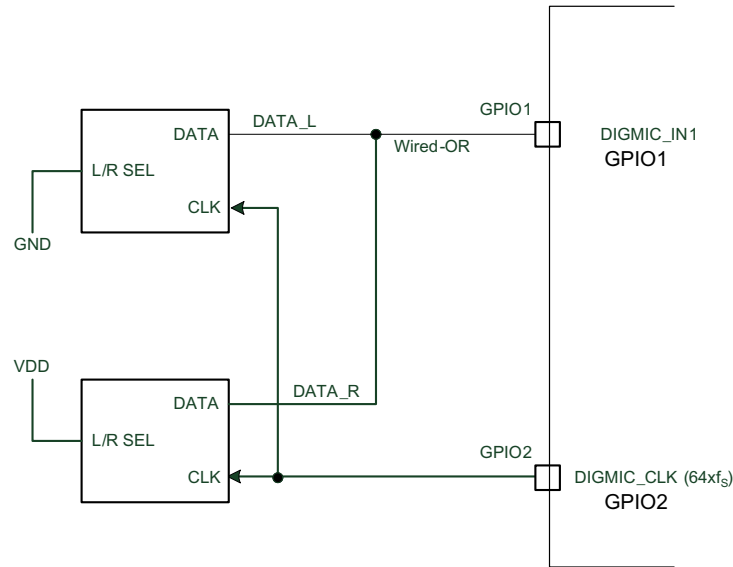 GPIO1
DATA
DATA_L
Wired-OR
DIGMIC_IN1
GPIO1
L/R SEL
CLK
GND
VDD
DATA
DATA_R
L/R SEL
GPIO2
CLK
DIGMIC_CLK (64xfS)
GPIO2